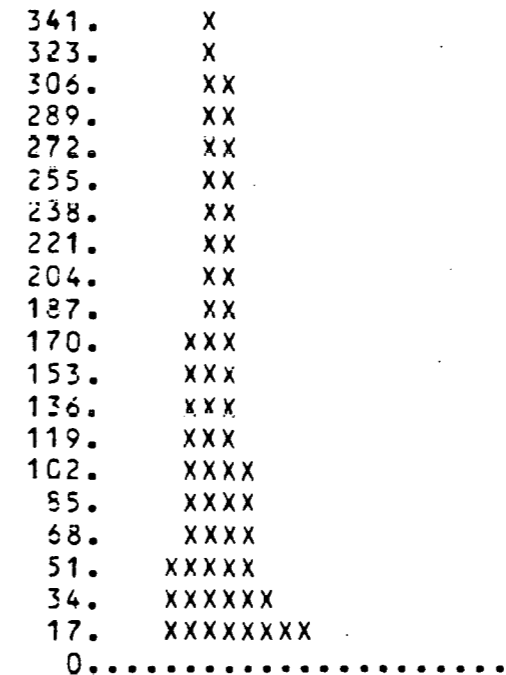 341.      X
323.      X
306.      XX
289.      XX
272.      XX
255.      XX
238.      XX
221.      XX
204.      XX
187.      XX
170.     XXX
153.     XXX
136.     XXX
119.     XXX
102.     XXXX
 85.     XXXX
 68.     XXXX
 51.    XXXXX
 34.    XXXXXX
 17.    XXXXXXXX
  0......................